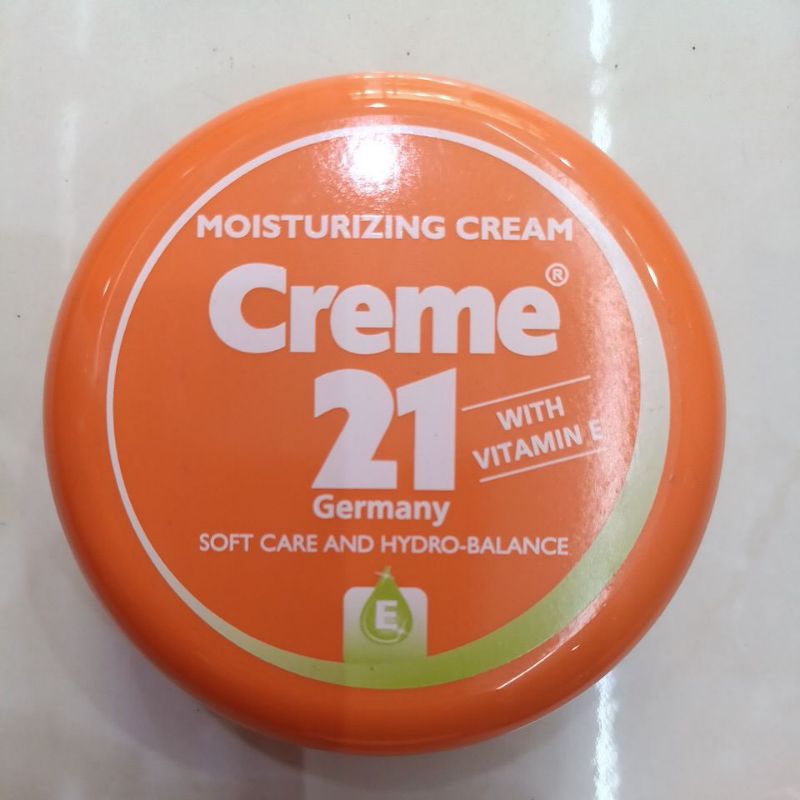 MOISTURIZING CREAM
Creme®
21
WITH
VITAMIN E
Germany
SOFT CARE AND HYDRO-BALANCE
E